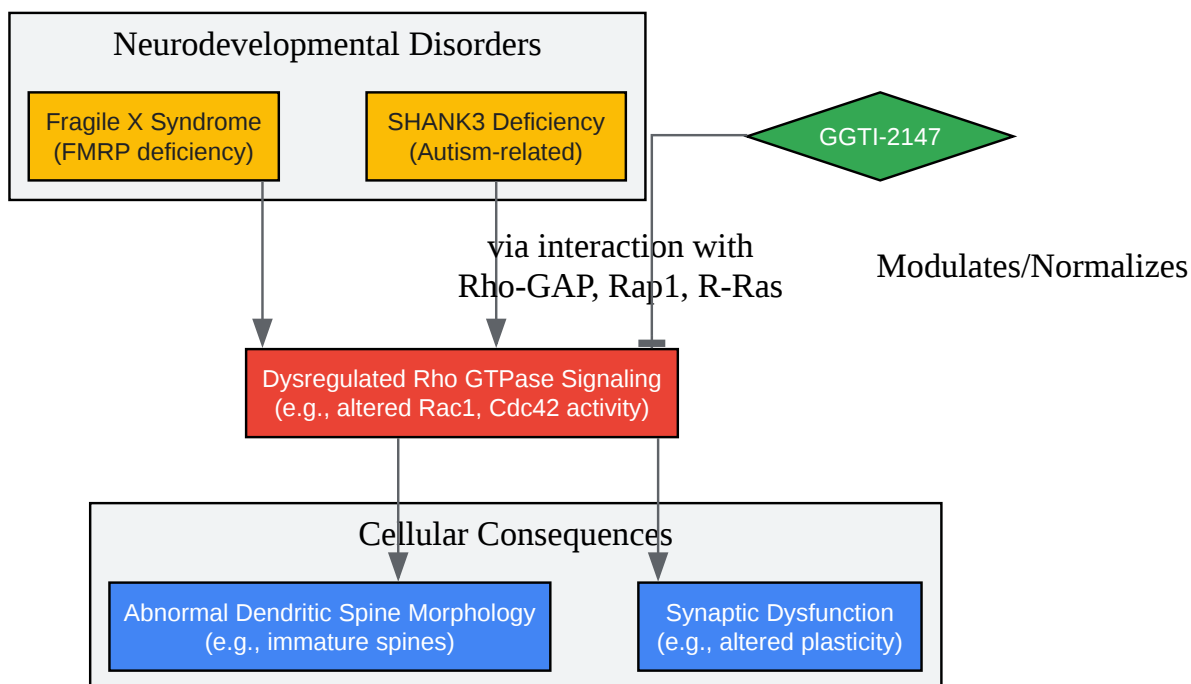 Neurodevelopmental Disorders
Fragile X Syndrome
(FMRP deficiency)
SHANK3 Deficiency
(Autism-related)
GGTI-2147
via interaction with
Rho-GAP, Rap1, R-Ras
Modulates/Normalizes
Dysregulated Rho GTPase Signaling
(e.g., altered Rac1, Cdc42 activity)
Cellular Consequences
Abnormal Dendritic Spine Morphology
(e.g., immature spines)
Synaptic Dysfunction
(e.g., altered plasticity)